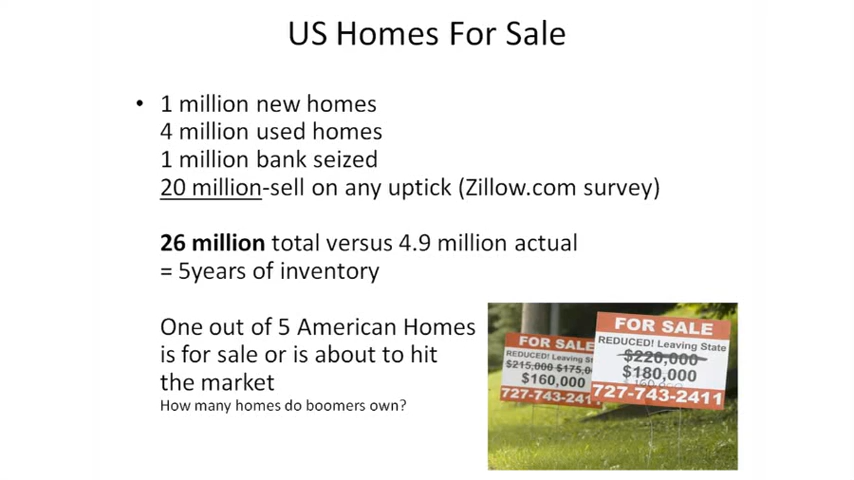 US Homes For Sale
• 1 million new homes
4 million used homes
1 million bank seized
20 million-sell on any uptick (Zillow.com survey)
26 million total versus 4.9 million actual
= 5years of inventory
One out of 5 American Homes
is for sale or is about to hit
the market
How many homes do boomers own?
FOR SALE
REDUCED! Leaving
$215,000 $175,0
$160,000
727-743-241
FOR SALE
REDUCED! Leaving State
$220,000
$180,000
727-743-2411